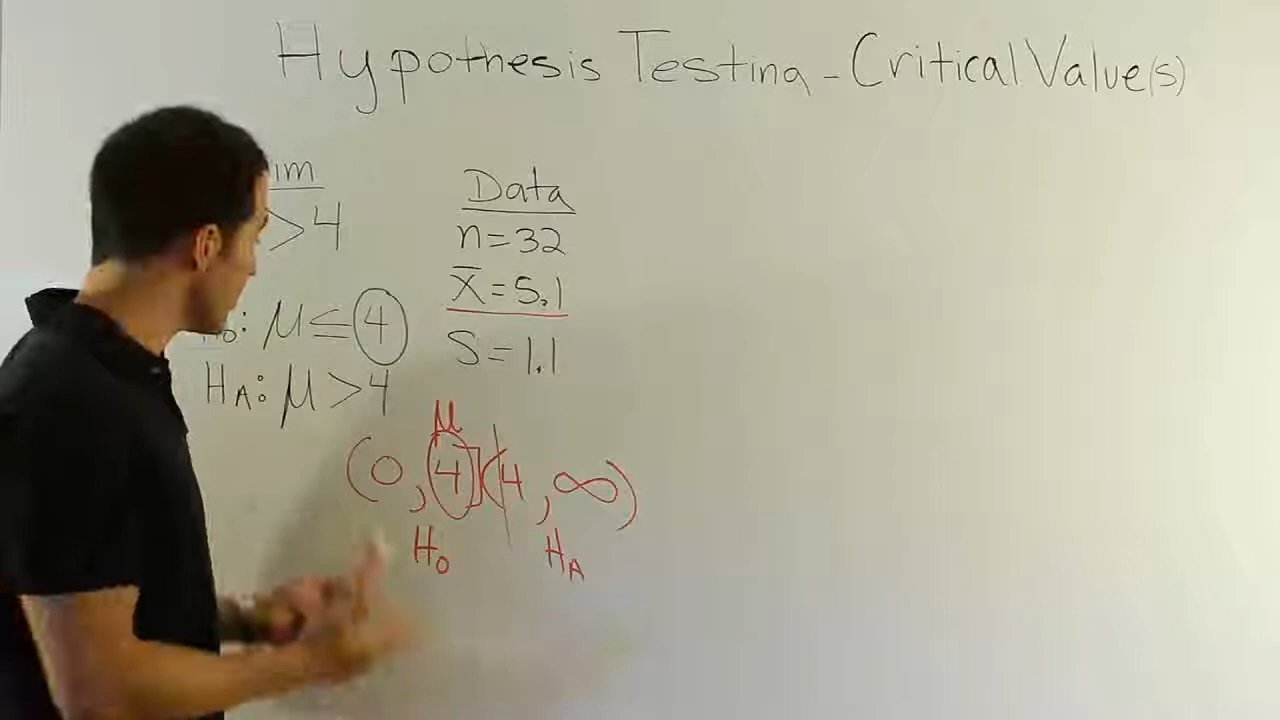 Hypothesis Testing - Critical Value(s)
im
>4
H0: μ ≤ 4
HA: μ > 4
Data
n=32
x̄=5.1
S=1.1
μ
(0,4](4,∞)
H0 HA